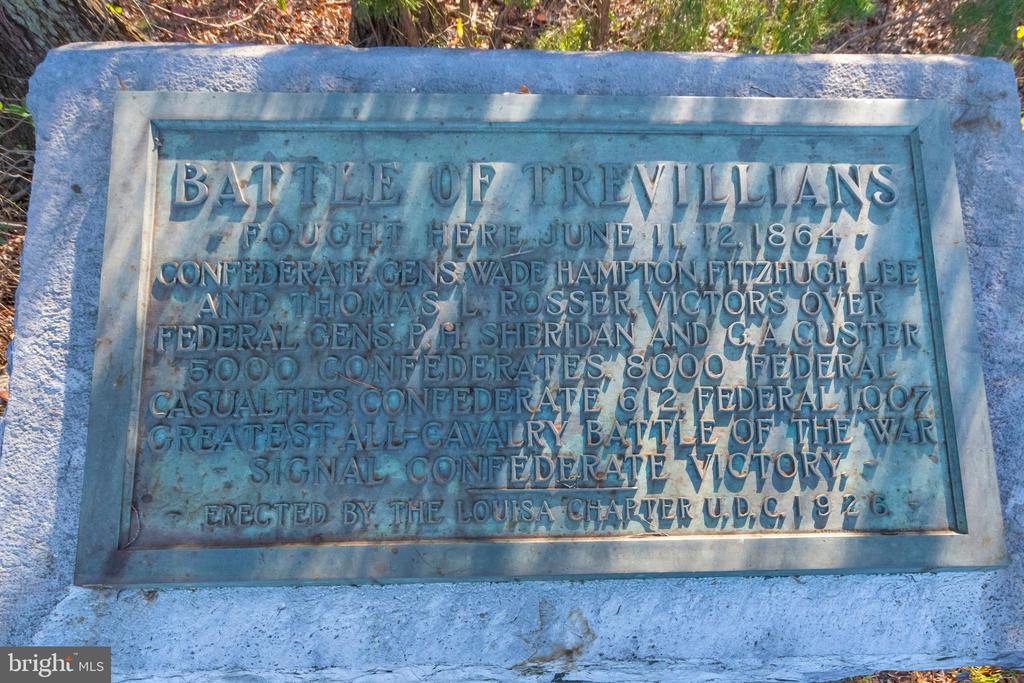 BATTLE OF TREVILLIANS
FOUGHT HERE JUNE 11, 12, 1864
CONFEDERATE GENS. WADE HAMPTON, FITZHUGH LEE
AND THOMAS L. ROSSER VICTORS OVER
FEDERAL GENS. P. H. SHERIDAN AND G. A. CUSTER
5000 CONFEDERATES, 8000 FEDERAL
CASUALTIES, CONFEDERATE 612, FEDERAL 1,007
GREATEST ALL-CAVALRY BATTLE OF THE WAR
SIGNAL CONFEDERATE VICTORY,
ERECTED BY THE LOUISA CHAPTER U.D.C. 1926
bright MLS